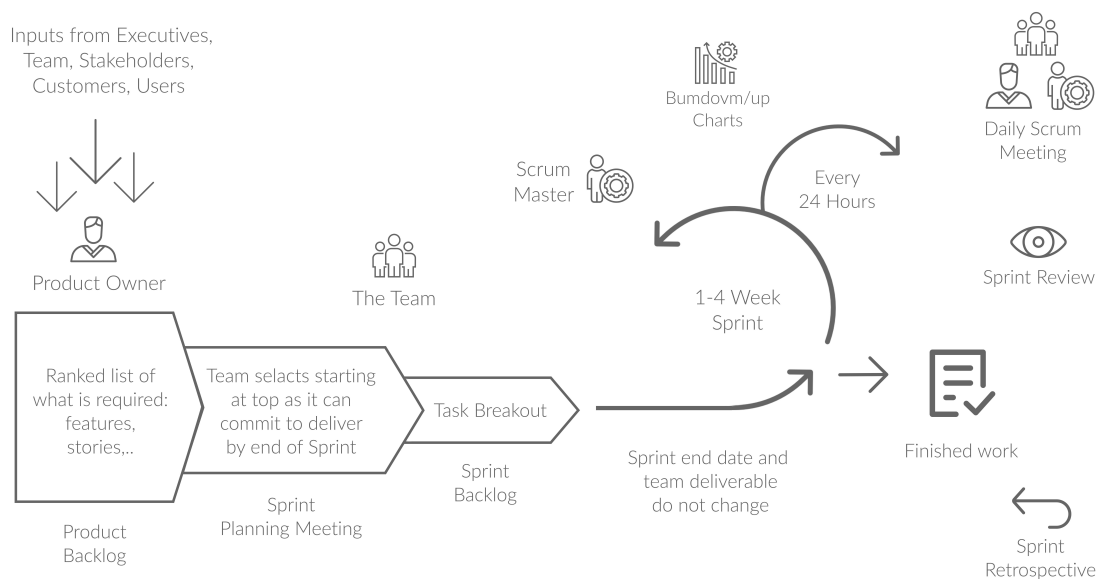 Inputs from Executives,
Team, Stakeholders,
Customers, Users
Product Owner
Ranked list of
what is required:
features,
stories,..
Product
Backlog
The Team
Team selacts starting
at top as it can
commit to deliver
by end of Sprint
Sprint
Planning Meeting
Task Breakout
Sprint
Backlog
Scrum
Master
Bumdovm/up
Charts
Every
24 Hours
1-4 Week
Sprint
Sprint end date and
team deliverable
do not change
Daily Scrum
Meeting
Sprint Review
Finished work
Sprint
Retrospective